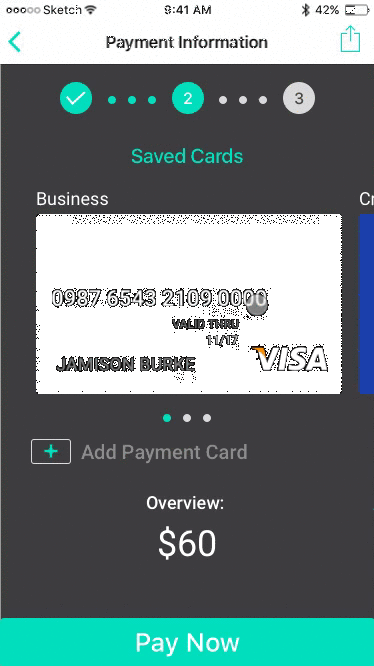 Sketch 9:41 AM 42%
Payment Information
2 3
Saved Cards
Business Cr
0987 6543 2109 0000
VALID THRU
11/17
JAMISON BURKE VISA
Add Payment Card
Overview:
$60
Pay Now